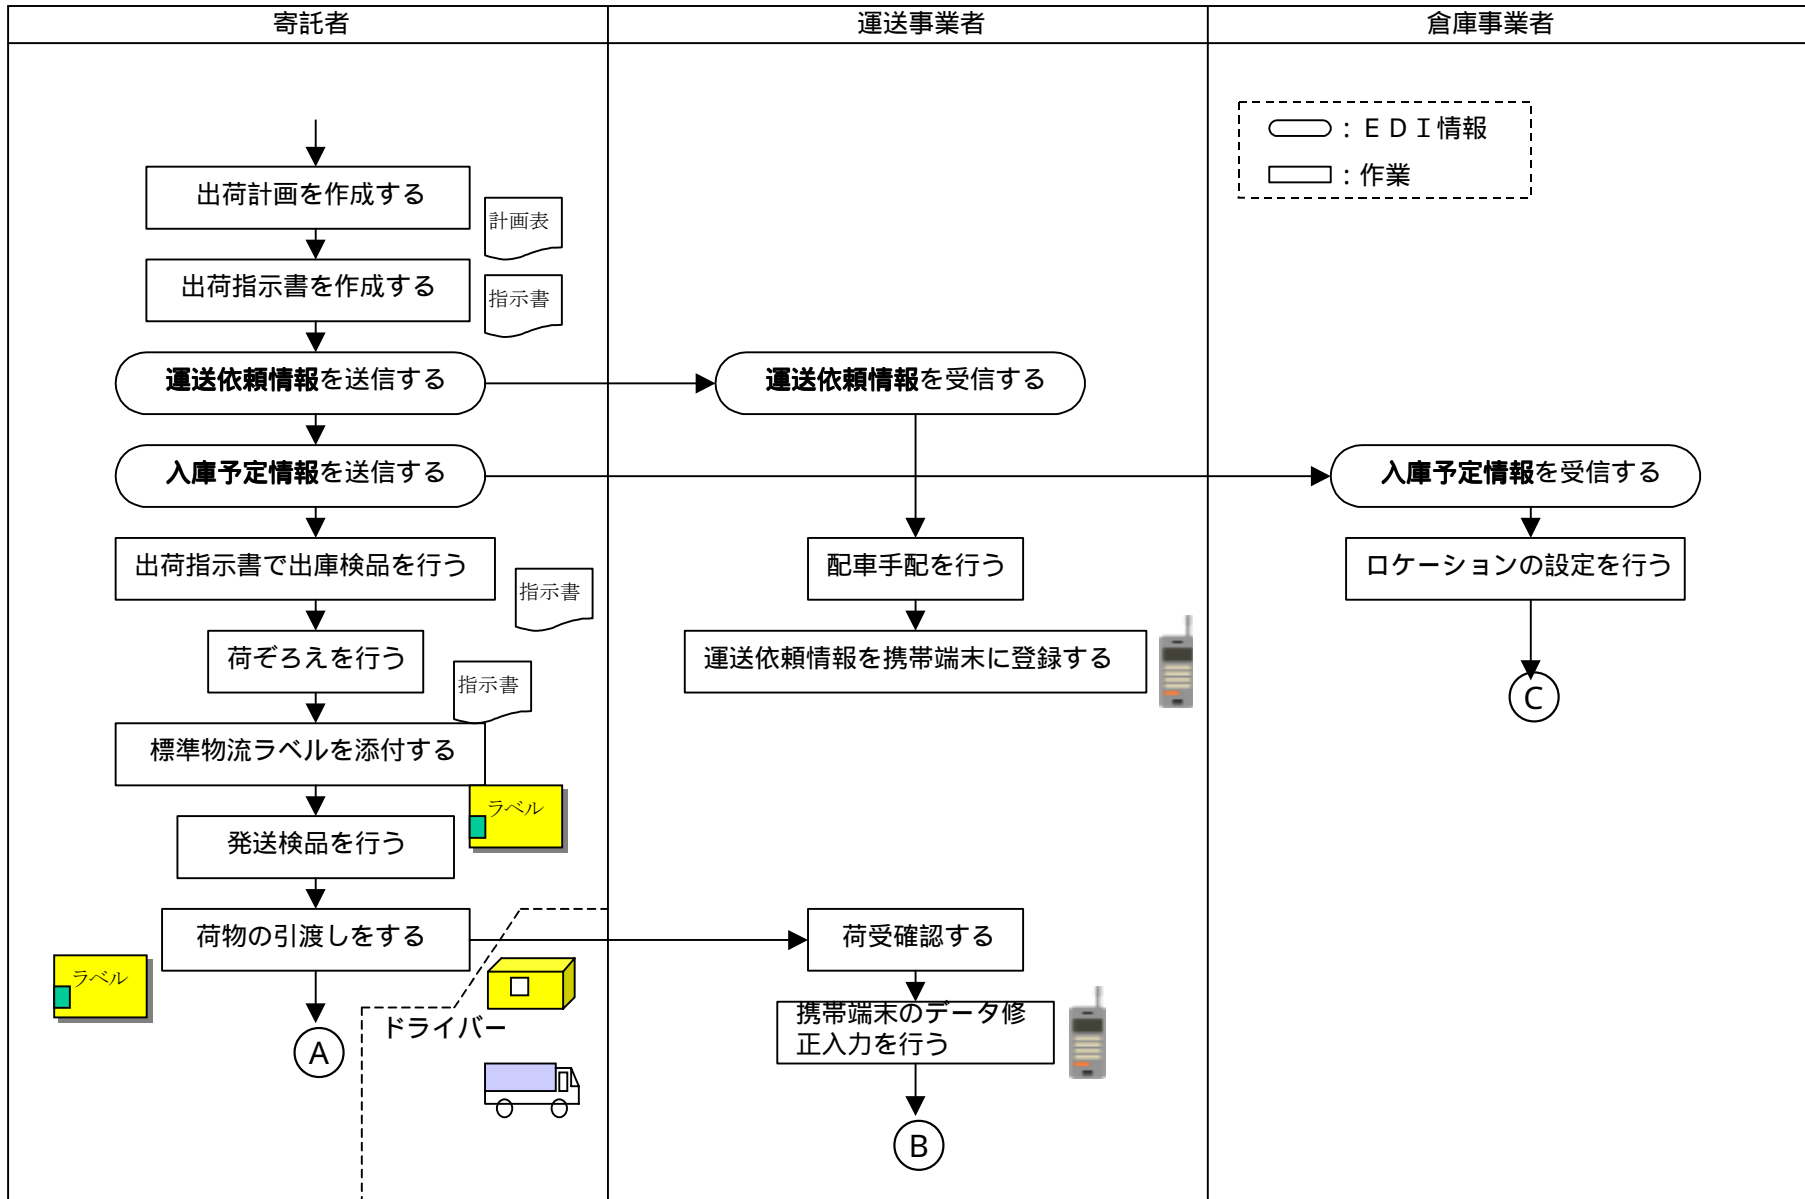 寄託者
運送事業者
倉庫事業者
：ＥＤＩ情報
：作業
出荷計画を作成する
計画表
出荷指示書を作成する
指示書
運送依頼情報を送信する
運送依頼情報を受信する
入庫予定情報を送信する
入庫予定情報を受信する
出荷指示書で出庫検品を行う
指示書
配車手配を行う
ロケーションの設定を行う
荷ぞろえを行う
指示書
運送依頼情報を携帯端末に登録する
C
標準物流ラベルを添付する
ラベル
発送検品を行う
荷物の引渡しをする
荷受確認する
ラベル
ドライバー
携帯端末のデータ修
正入力を行う
A
B